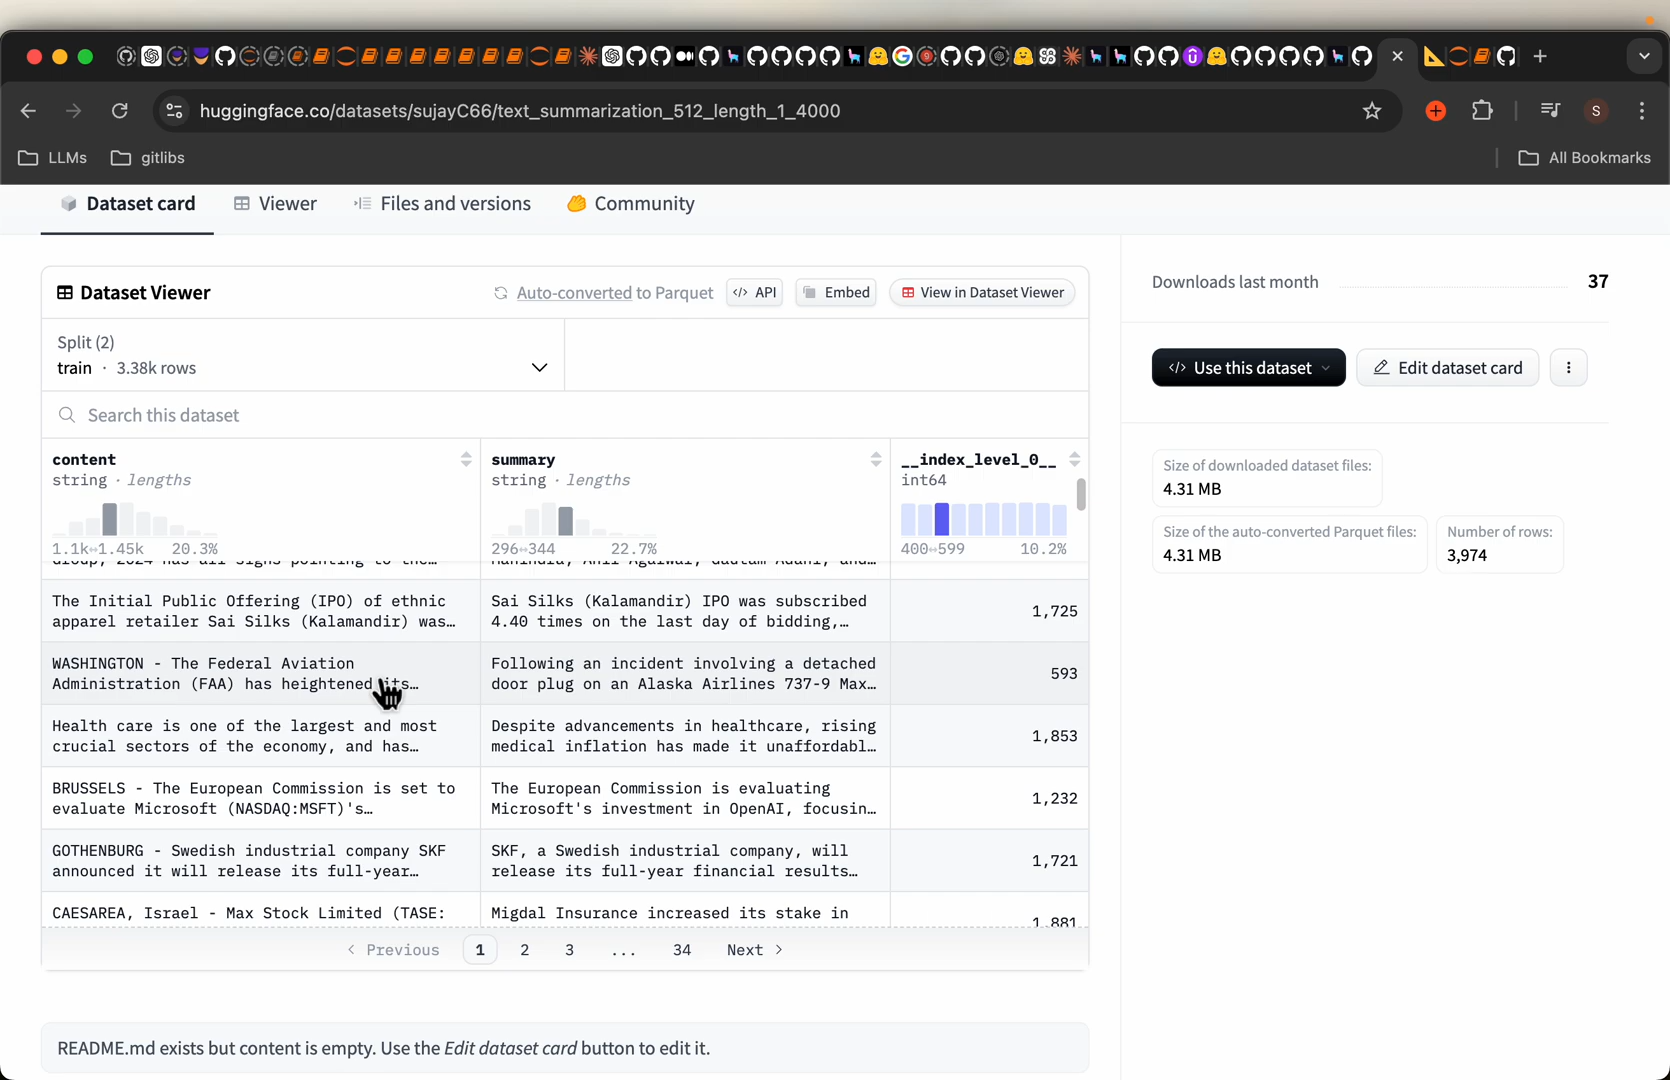 huggingface.co/datasets/sujayC66/text_summarization_512_length_1_4000
S
LLMs
gitlibs
All Bookmarks
Dataset card
Viewer
Files and versions
Community
Dataset Viewer
Auto-converted to Parquet
</> API
Embed
View in Dataset Viewer
Split (2)
train · 3.38k rows
Search this dataset
content
string · lengths
1.1k↔1.45k 20.3%
summary
string · lengths
296↔344 22.7%
__index_level_0__
int64
400↔599 10.2%
The Initial Public Offering (IPO) of ethnic
apparel retailer Sai Silks (Kalamandir) was…
Sai Silks (Kalamandir) IPO was subscribed
4.40 times on the last day of bidding,…
1,725
WASHINGTON - The Federal Aviation
Administration (FAA) has heightened its…
Following an incident involving a detached
door plug on an Alaska Airlines 737-9 Max…
593
Health care is one of the largest and most
crucial sectors of the economy, and has…
Despite advancements in healthcare, rising
medical inflation has made it unaffordabl…
1,853
BRUSSELS - The European Commission is set to
evaluate Microsoft (NASDAQ:MSFT)'s…
The European Commission is evaluating
Microsoft's investment in OpenAI, focusin…
1,232
GOTHENBURG - Swedish industrial company SKF
announced it will release its full-year…
SKF, a Swedish industrial company, will
release its full-year financial results…
1,721
CAESAREA, Israel - Max Stock Limited (TASE:
Migdal Insurance increased its stake in
1,881
< Previous 1 2 3 ... 34 Next >
README.md exists but content is empty. Use the Edit dataset card button to edit it.
Downloads last month
37
</> Use this dataset
Edit dataset card
Size of downloaded dataset files:
4.31 MB
Size of the auto-converted Parquet files:
4.31 MB
Number of rows:
3,974